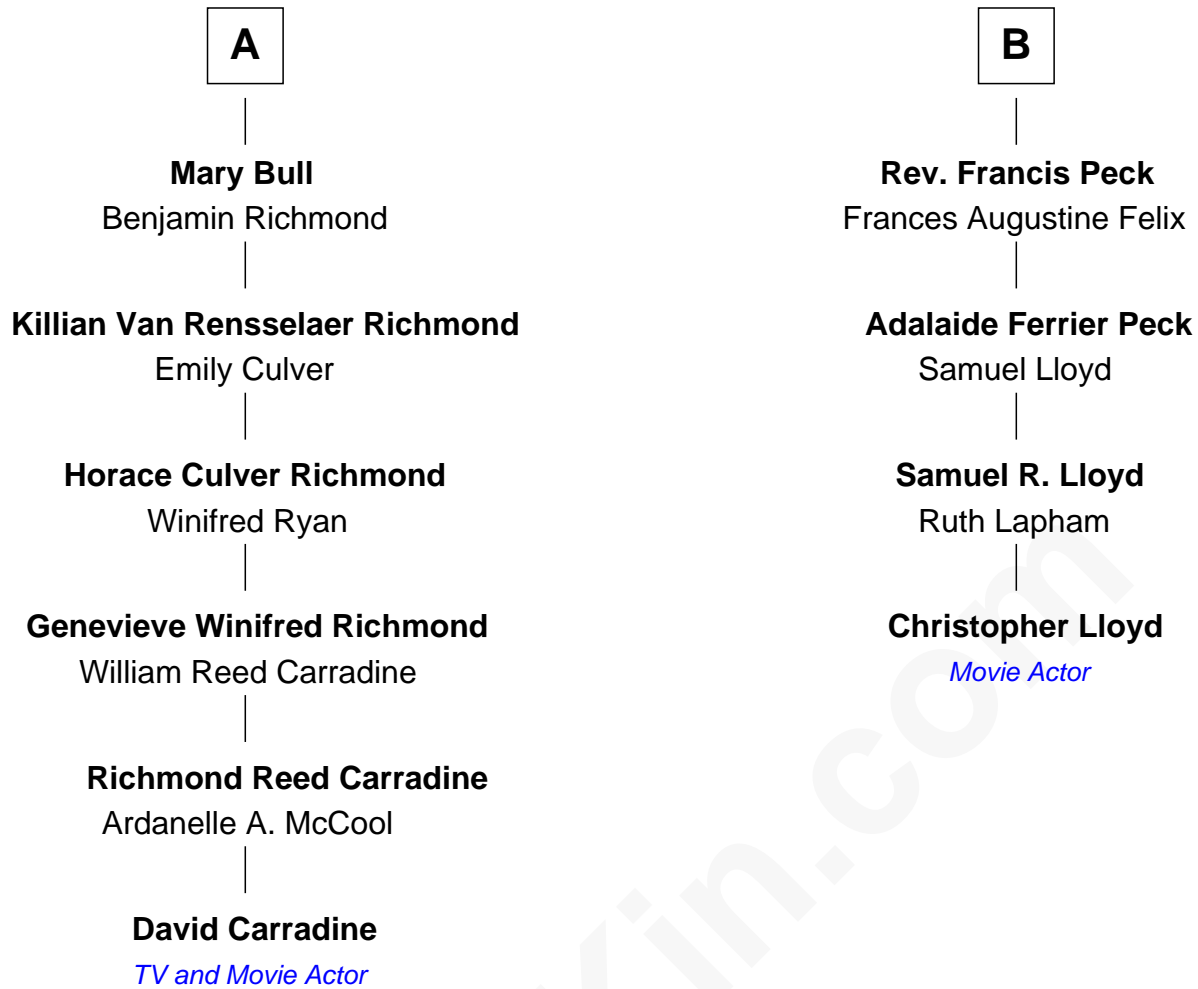 A
Mary Bull
Benjamin Richmond
Killian Van Rensselaer Richmond
Emily Culver
Horace Culver Richmond
Winifred Ryan
Genevieve Winifred Richmond
William Reed Carradine
Richmond Reed Carradine
Ardanelle A. McCool
David Carradine
TV and Movie Actor
B
Rev. Francis Peck
Frances Augustine Felix
Adalaide Ferrier Peck
Samuel Lloyd
Samuel R. Lloyd
Ruth Lapham
Christopher Lloyd
Movie Actor
in.com